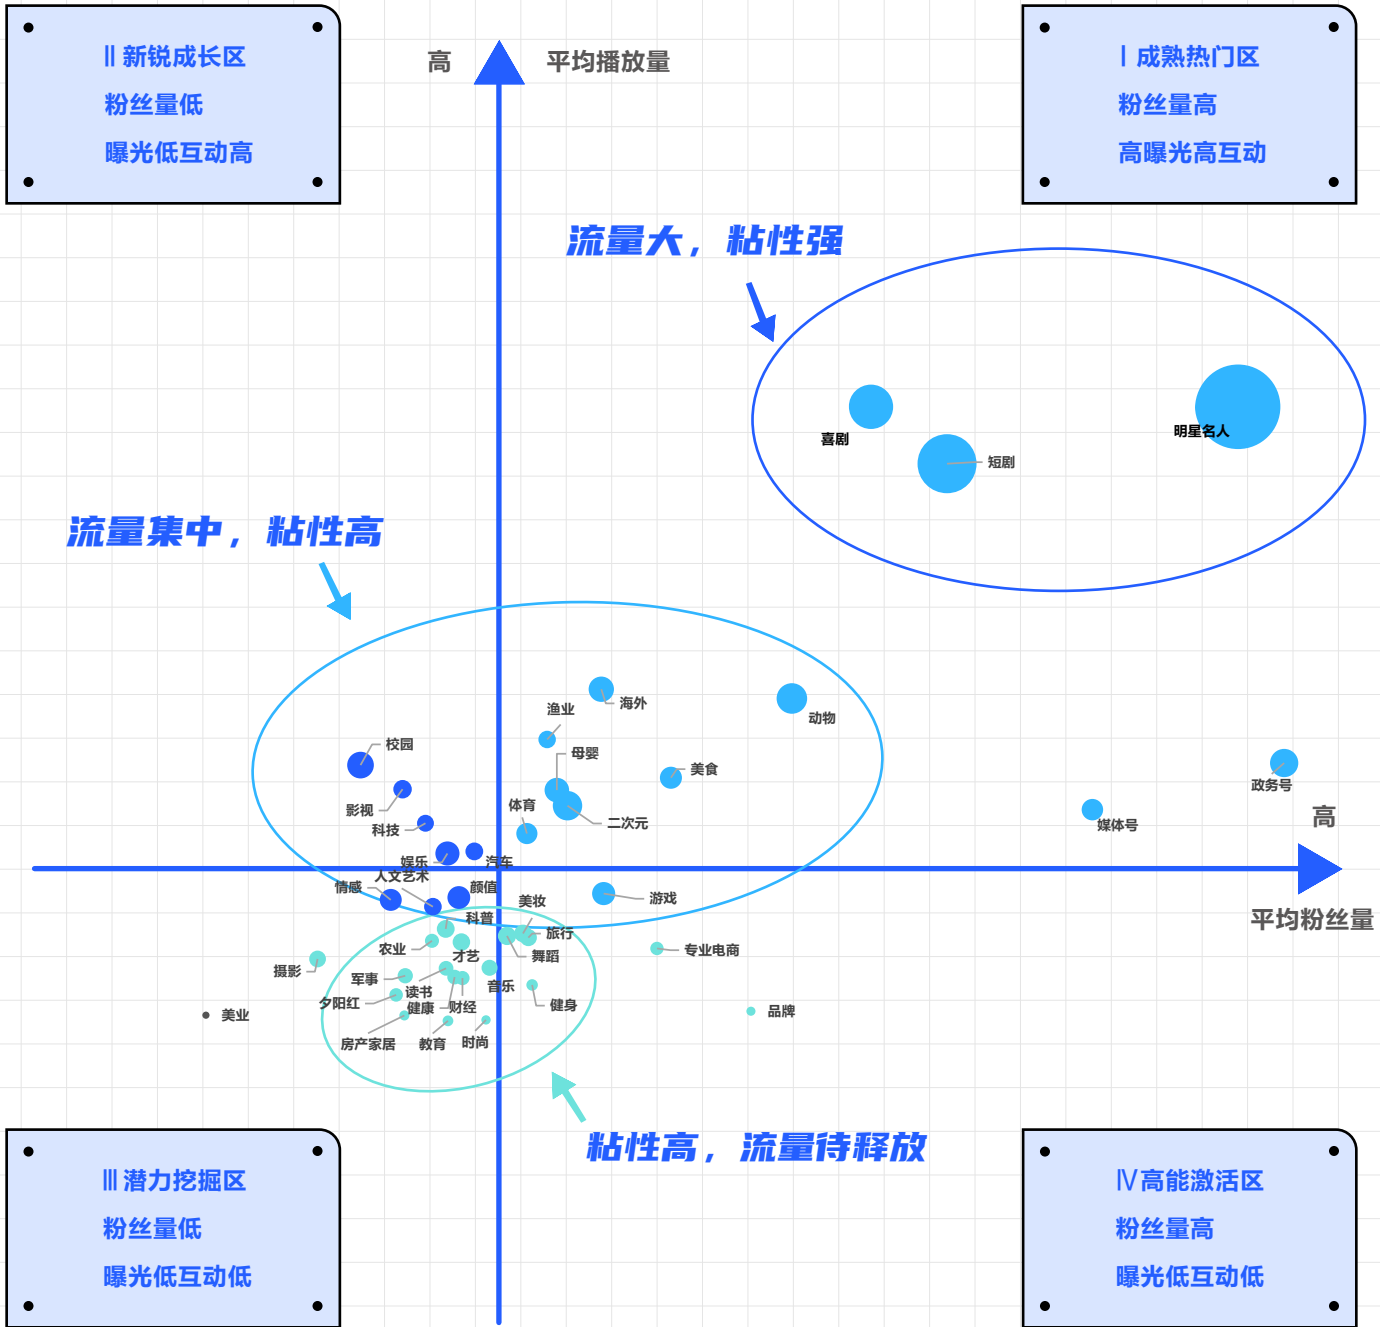 Ⅱ 新锐成长区
粉丝量低
曝光低互动高
高
平均播放量
Ⅰ 成熟热门区
粉丝量高
高曝光高互动
流量大，粘性强
喜剧
明星名人
短剧
流量集中，粘性高
海外
渔业
动物
校园
母婴
美食
政务号
影视
体育
二次元
高
媒体号
科技
娱乐
汽车
人文艺术
情感
颜值
游戏
美妆
平均粉丝量
科普
旅行
农业
才艺
舞蹈
专业电商
摄影
军事
读书
音乐
夕阳红
健康
财经
健身
美业
品牌
房产家居
教育
时尚
粘性高，流量待释放
Ⅲ 潜力挖掘区
粉丝量低
曝光低互动低
Ⅳ 高能激活区
粉丝量高
曝光低互动低